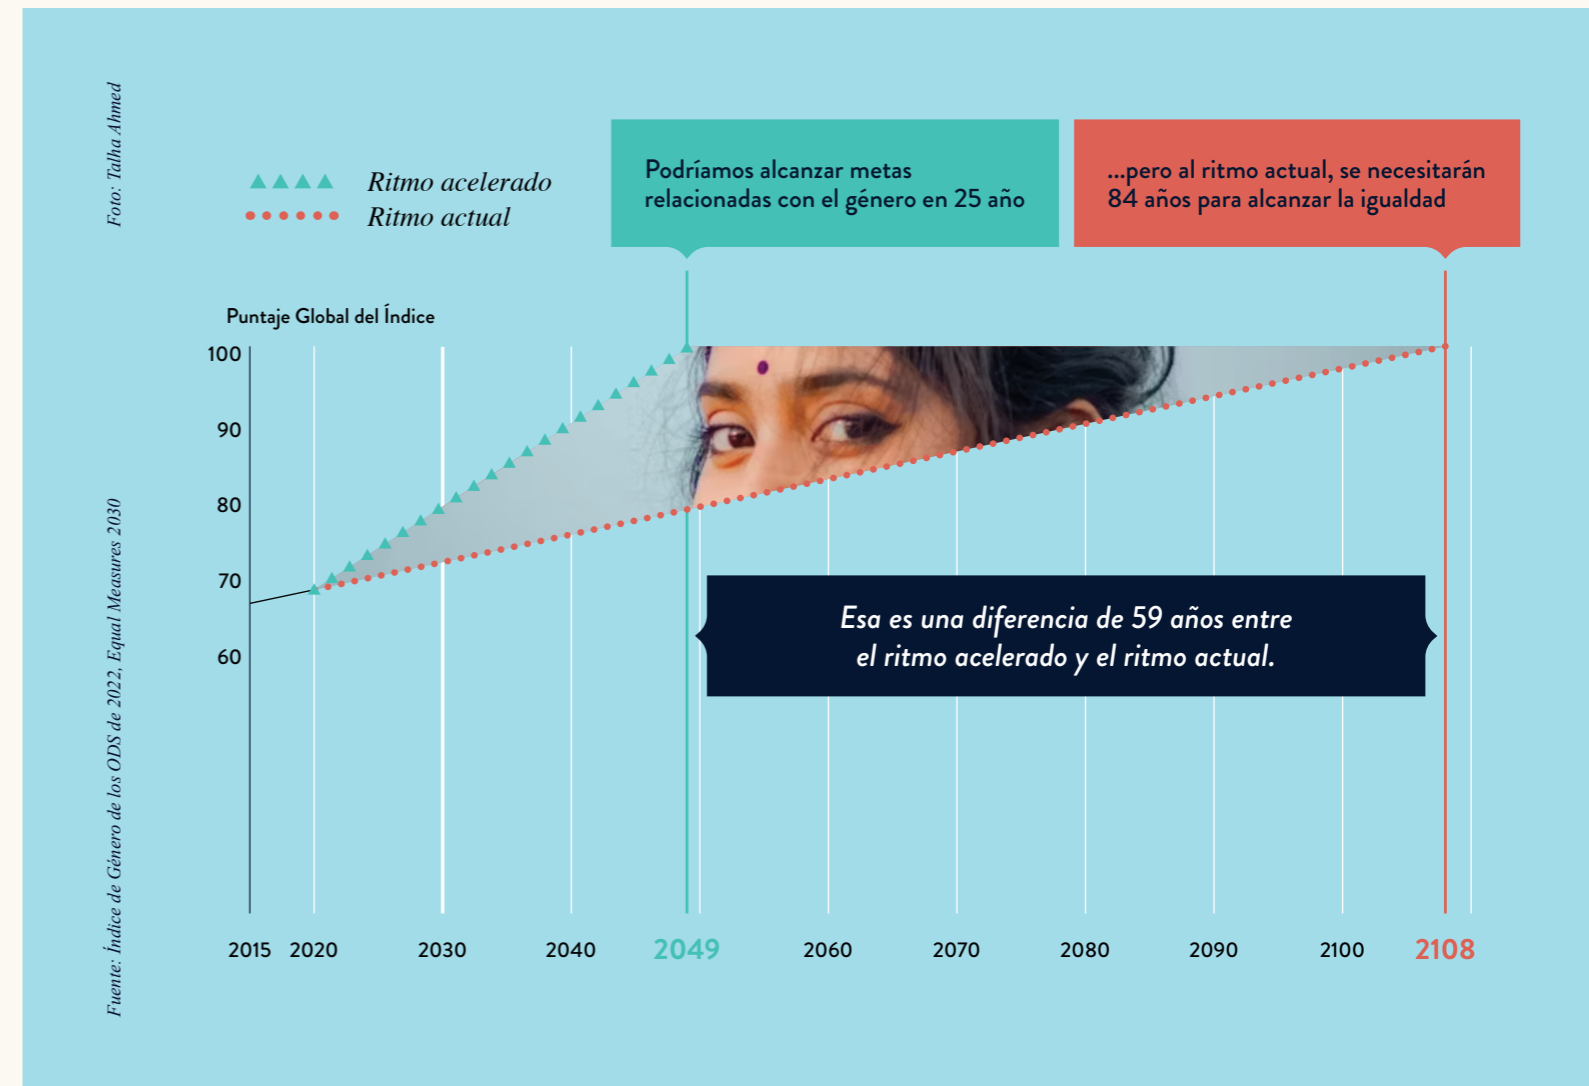 Foto: Talha Ahmed
Fuente: Índice de Género de los ODS de 2022, Equal Measures 2030
Ritmo acelerado
Ritmo actual
Podríamos alcanzar metas
relacionadas con el género en 25 año
...pero al ritmo actual, se necesitarán
84 años para alcanzar la igualdad
Puntaje Global del Índice
100
90
80
70
60
Esa es una diferencia de 59 años entre
el ritmo acelerado y el ritmo actual.
2015 2020 2030 2040 2049 2060 2070 2080 2090 2100 2108